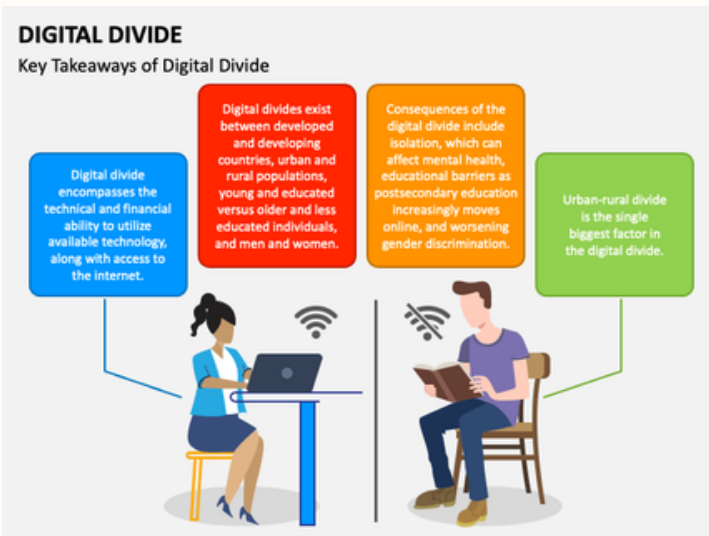 DIGITAL DIVIDE
Key Takeaways of Digital Divide
Digital divide
encompasses the
technical and financial
ability to utilize
available technology,
along with access to
the internet.
Digital divides exist
between developed
and developing
countries, urban and
rural populations,
young and educated
versus older and less
educated individuals,
and men and women.
Consequences of the
digital divide include
isolation, which can
affect mental health,
educational barriers as
postsecondary education
increasingly moves
online, and worsening
gender discrimination.
Urban-rural divide
is the single
biggest factor in
the digital divide.